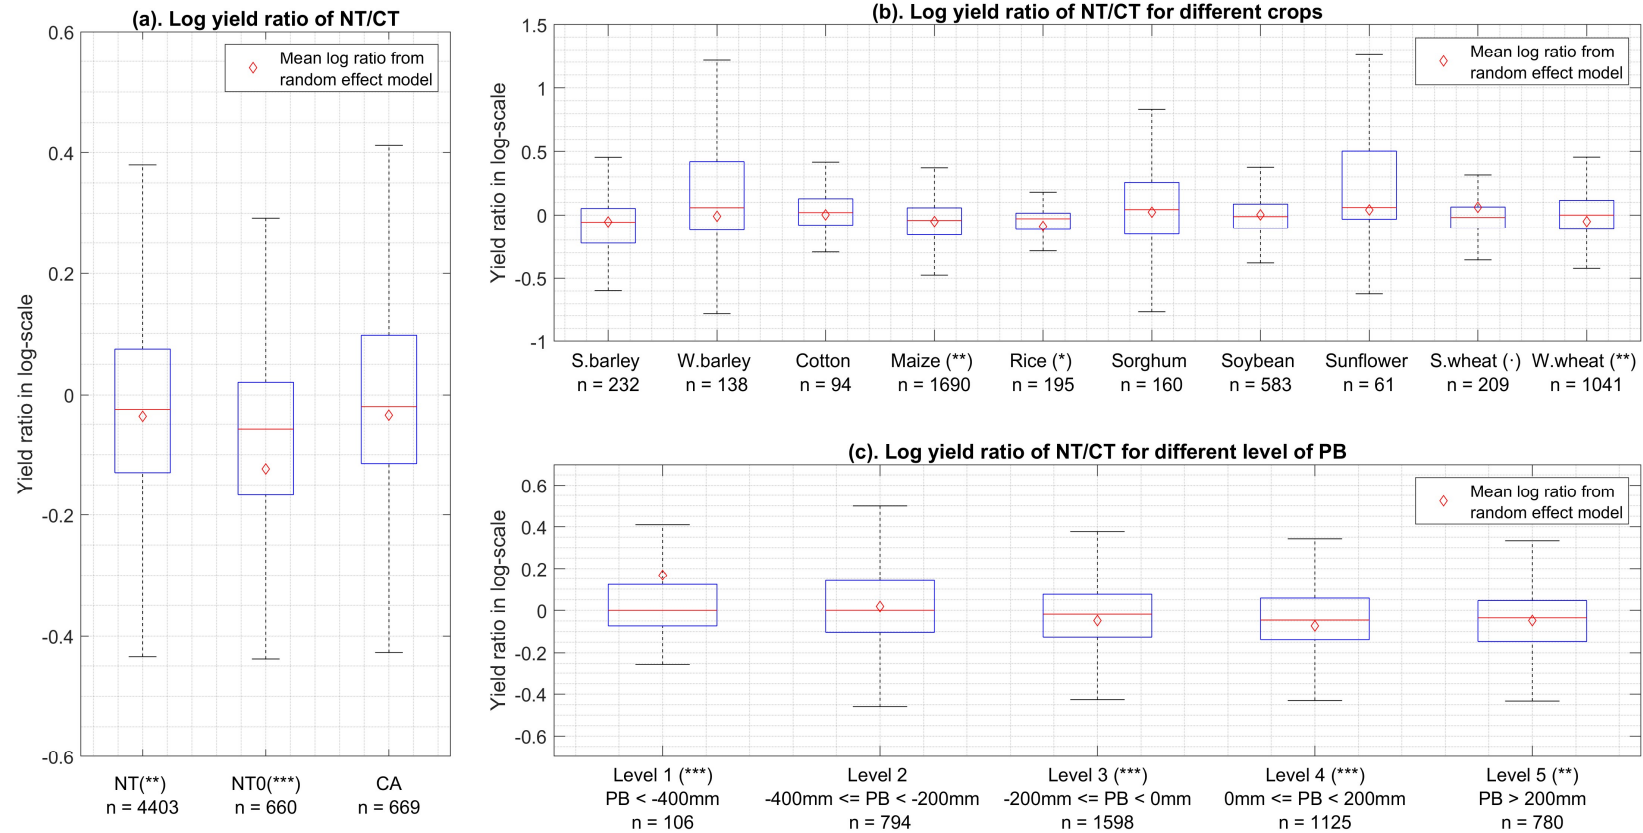 (a). Log yield ratio of NT/CT
Mean log ratio from
random effect model
Yield ratio in log-scale
0.6
0.4
0.2
0
-0.2
-0.4
-0.6
NT(**) NT0(***) CA
n = 4403 n = 660 n = 669
(b). Log yield ratio of NT/CT for different crops
Mean log ratio from
random effect model
Yield ratio in log-scale
1.5
1
0.5
0
-0.5
-1
S.barley W.barley Cotton Maize (**) Rice (*) Sorghum Soybean Sunflower S.wheat (·) W.wheat (**)
n = 232 n = 138 n = 94 n = 1690 n = 195 n = 160 n = 583 n = 61 n = 209 n = 1041
(c). Log yield ratio of NT/CT for different level of PB
Mean log ratio from
random effect model
Yield ratio in log-scale
0.6
0.4
0.2
0
-0.2
-0.4
-0.6
Level 1 (***) Level 2 Level 3 (***) Level 4 (***) Level 5 (**)
PB < -400mm -400mm <= PB < -200mm -200mm <= PB < 0mm 0mm <= PB < 200mm PB > 200mm
n = 106 n = 794 n = 1598 n = 1125 n = 780